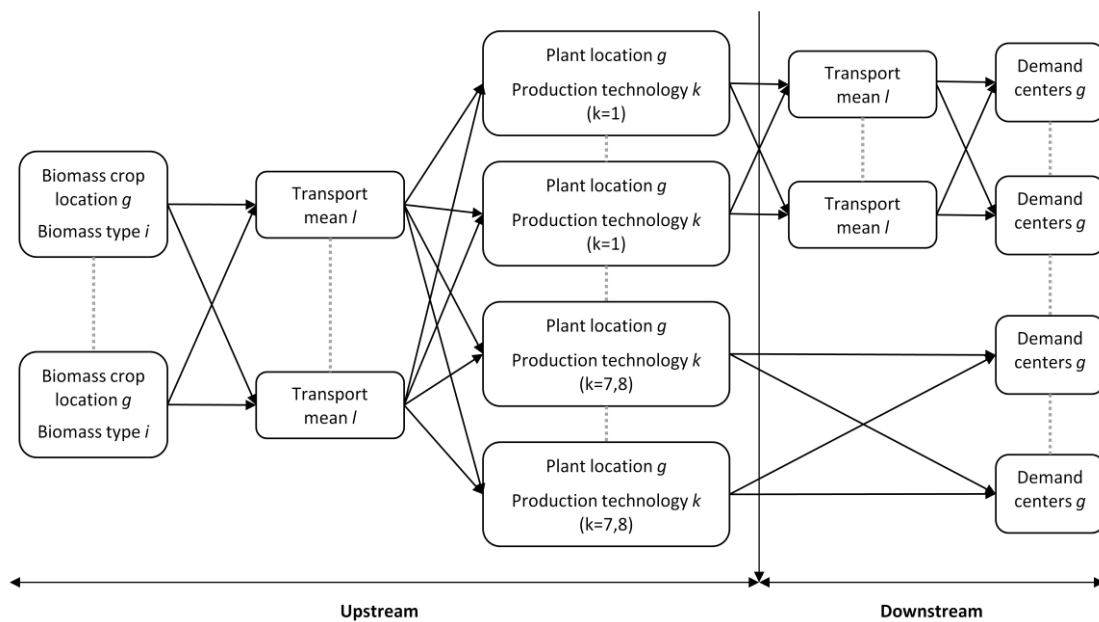 Biomass crop
location g
Biomass type i
Biomass crop
location g
Biomass type i
Transport
mean l
Transport
mean l
Plant location g
Production technology k
(k=1)
Plant location g
Production technology k
(k=1)
Plant location g
Production technology k
(k=7,8)
Plant location g
Production technology k
(k=7,8)
Transport
mean l
Transport
mean l
Demand
centers g
Demand
centers g
Demand
centers g
Demand
centers g
Upstream
Downstream